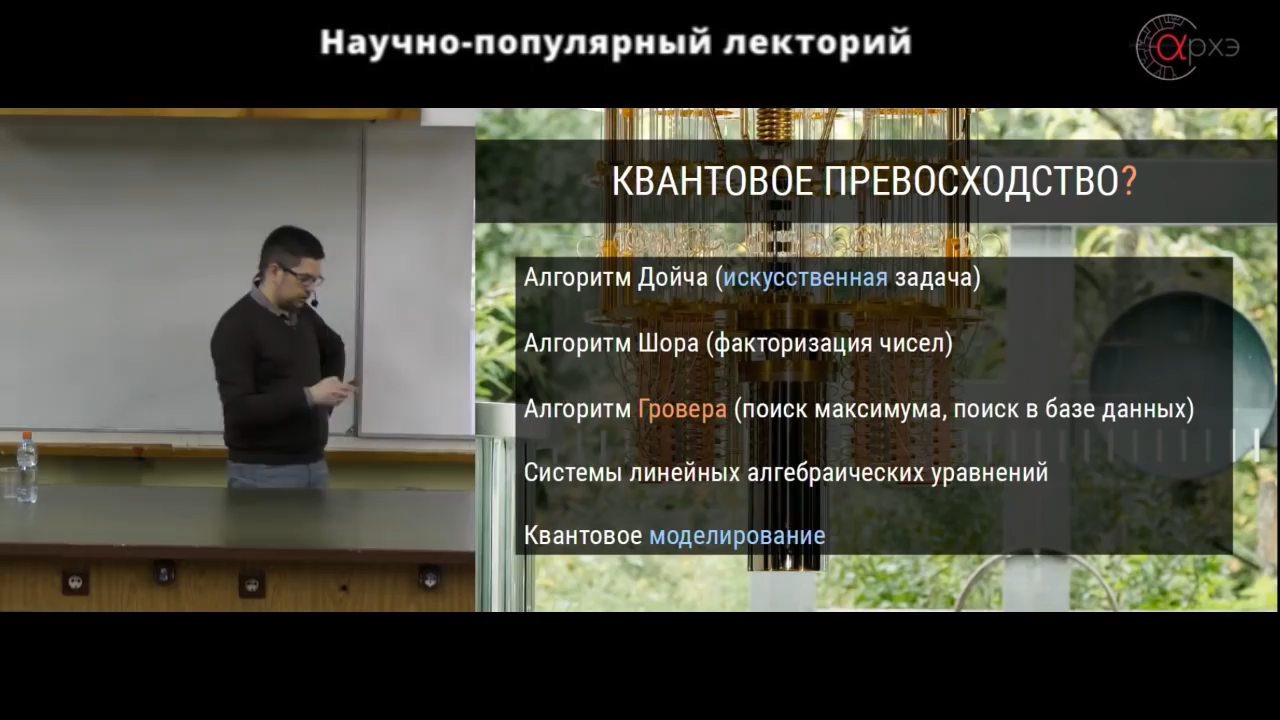 Научно-популярный лекторий
αрхэ
КВАНТОВОЕ ПРЕВОСХОДСТВО?
Алгоритм Дойча (искусственная задача)
Алгоритм Шора (факторизация чисел)
Алгоритм Гровера (поиск максимума, поиск в базе данных)
Системы линейных алгебраических уравнений
Квантовое моделирование